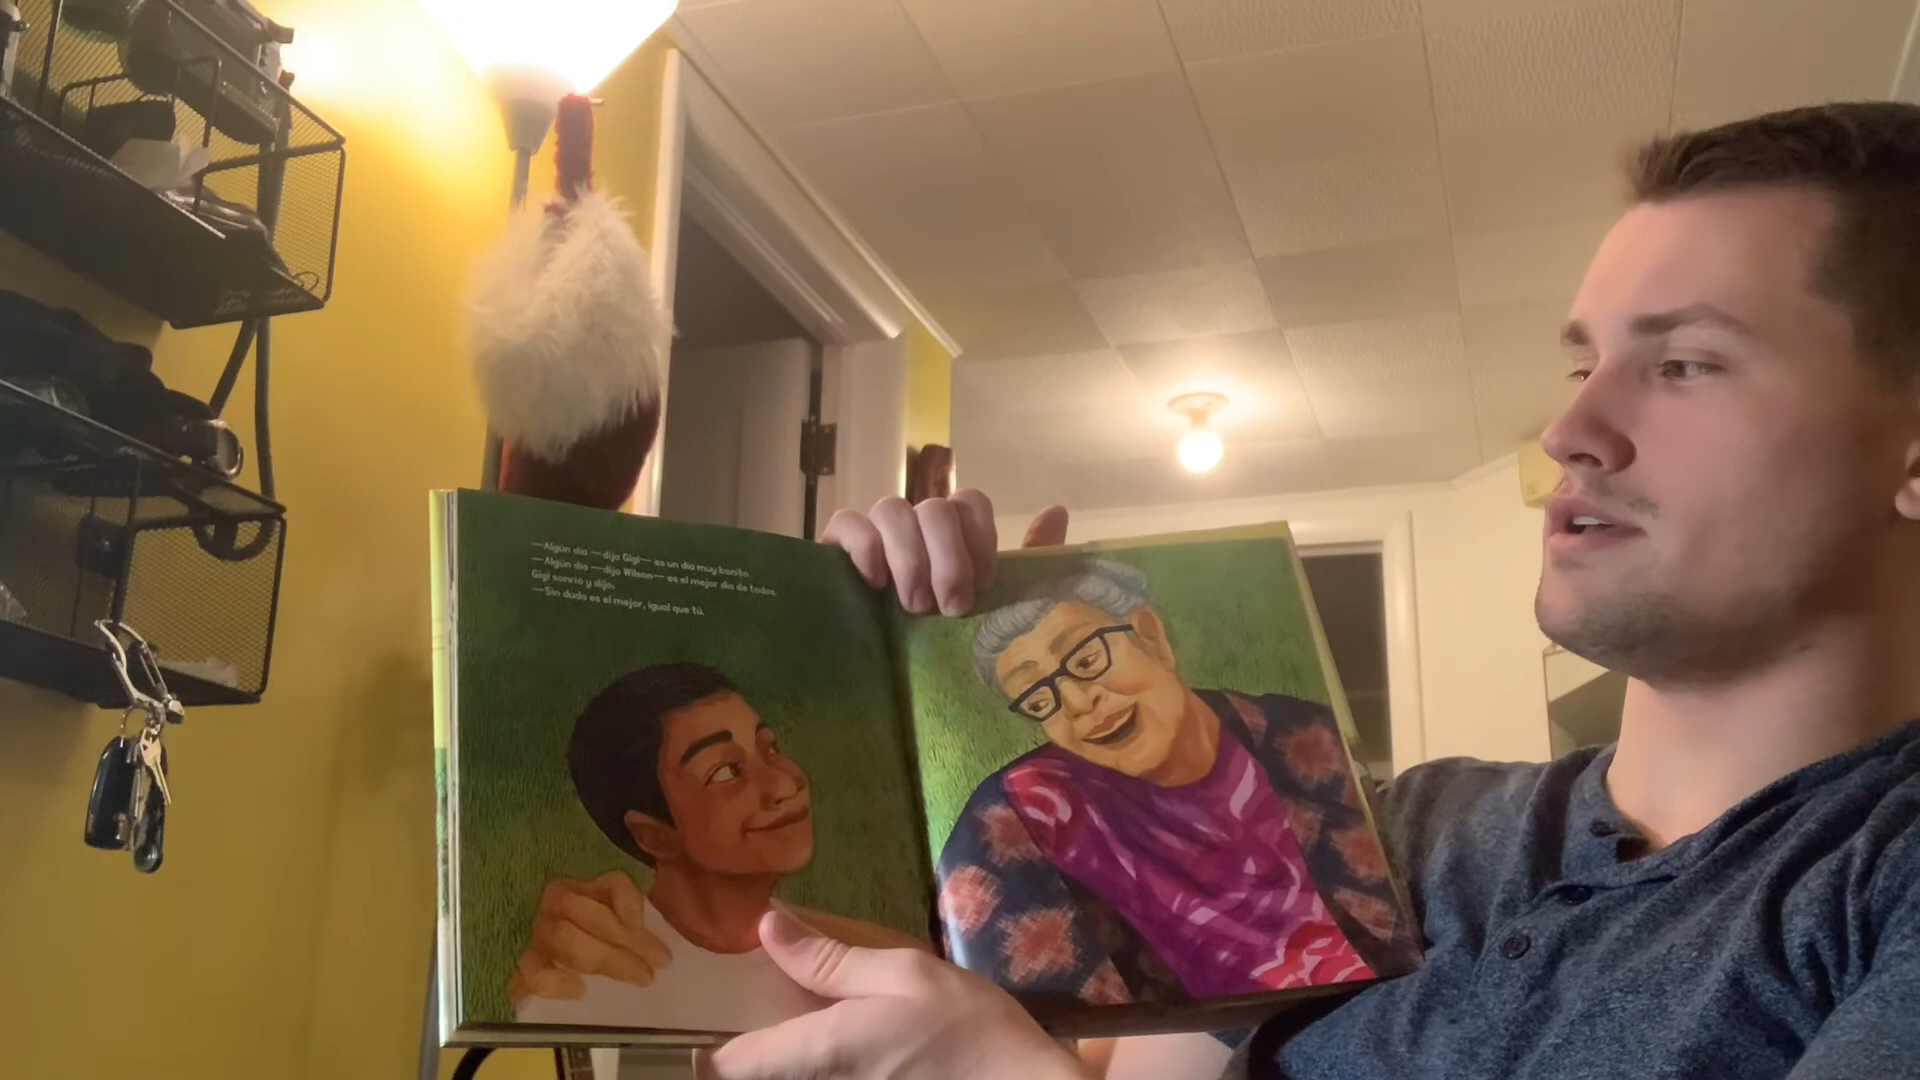 —Algún día —dijo Gigi— es un día muy bonito.
—Algún día —dijo Wilson— es el mejor día de todos.
Gigi sonrió y dijo:
—Sin duda es el mejor, igual que tú.